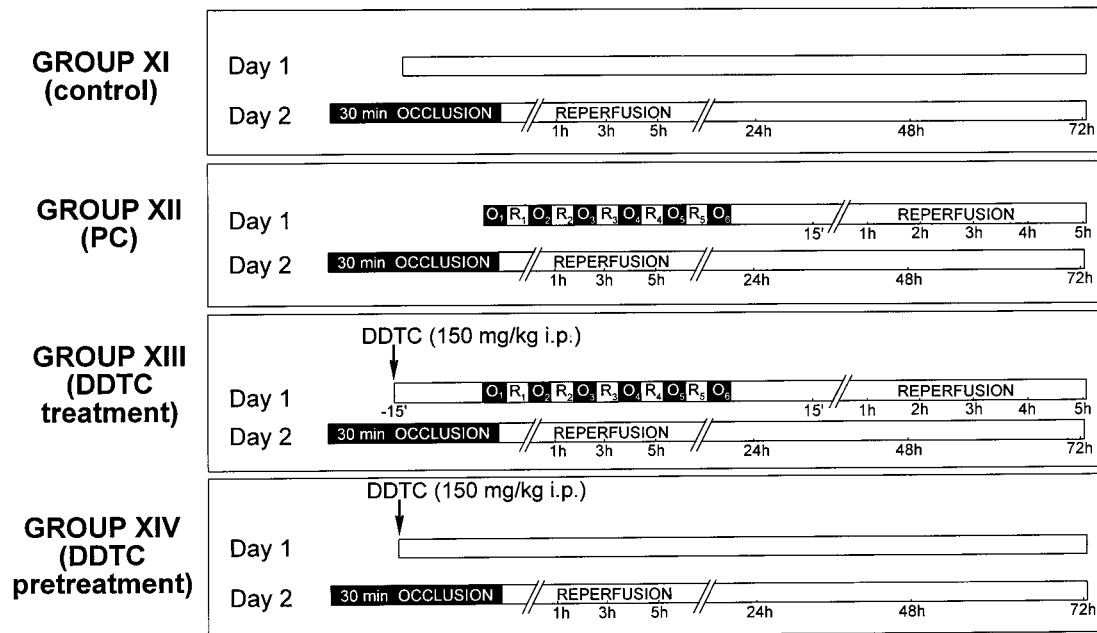 GROUP XI
(control)
Day 1
Day 2
30 min OCCLUSION
REPERFUSION
1h 3h 5h 24h 48h 72h
GROUP XII
(PC)
Day 1
O1 R1 O2 R2 O3 R3 O4 R4 O5 R5 O6
REPERFUSION
15' 1h 2h 3h 4h 5h
Day 2
30 min OCCLUSION
REPERFUSION
1h 3h 5h 24h 48h 72h
GROUP XIII
(DDTC
treatment)
DDTC (150 mg/kg i.p.)
Day 1
O1 R1 O2 R2 O3 R3 O4 R4 O5 R5 O6
REPERFUSION
-15' 15' 1h 2h 3h 4h 5h
Day 2
30 min OCCLUSION
REPERFUSION
1h 3h 5h 24h 48h 72h
GROUP XIV
(DDTC
pretreatment)
DDTC (150 mg/kg i.p.)
Day 1
Day 2
30 min OCCLUSION
REPERFUSION
1h 3h 5h 24h 48h 72h